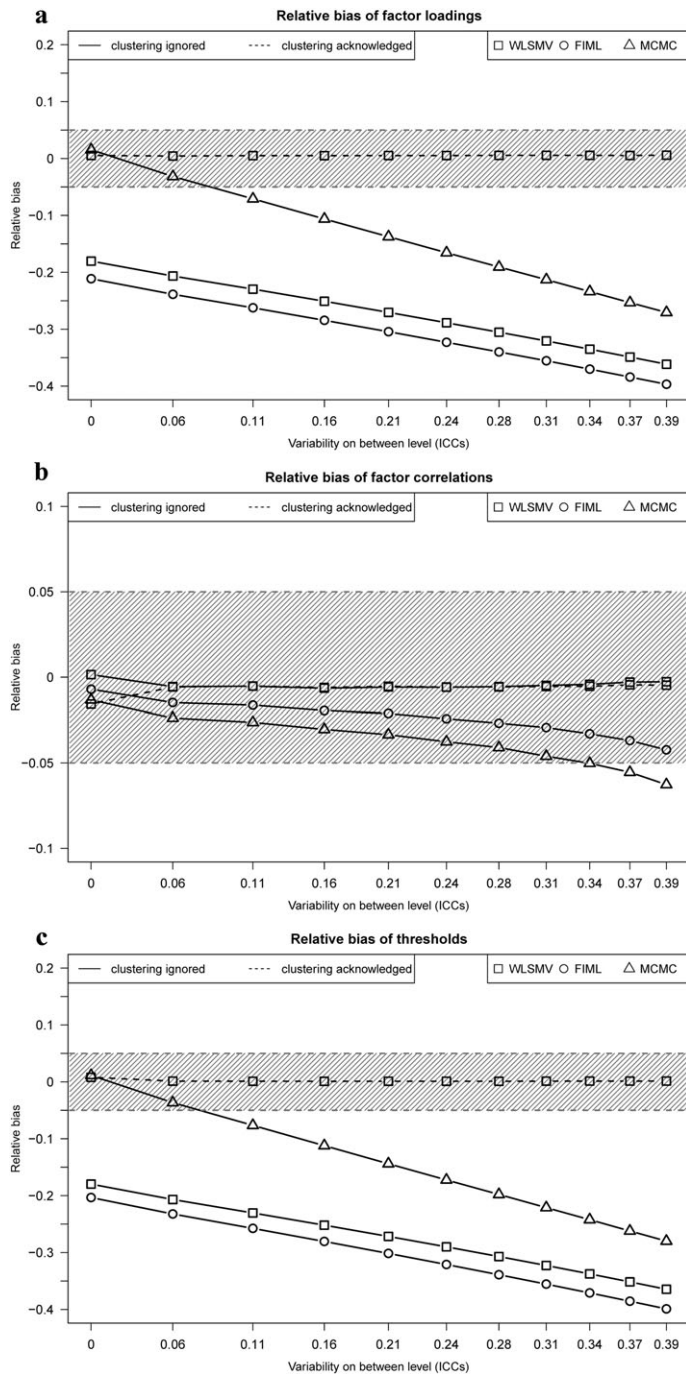 a
Relative bias of factor loadings
clustering ignored clustering acknowledged WLSMV FIML MCMC
0.2
0.1
0
−0.1
−0.2
−0.3
−0.4
Relative bias
0 0.06 0.11 0.16 0.21 0.24 0.28 0.31 0.34 0.37 0.39
Variability on between level (ICCs)
b
Relative bias of factor correlations
clustering ignored clustering acknowledged WLSMV FIML MCMC
0.1
0.05
0
−0.05
−0.1
Relative bias
0 0.06 0.11 0.16 0.21 0.24 0.28 0.31 0.34 0.37 0.39
Variability on between level (ICCs)
c
Relative bias of thresholds
clustering ignored clustering acknowledged WLSMV FIML MCMC
0.2
0.1
0
−0.1
−0.2
−0.3
−0.4
Relative bias
0 0.06 0.11 0.16 0.21 0.24 0.28 0.31 0.34 0.37 0.39
Variability on between level (ICCs)